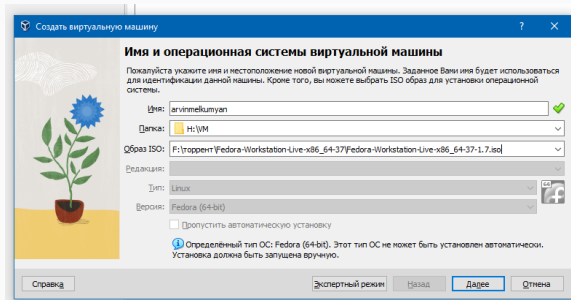 Создать виртуальную машину
Имя и операционная системы виртуальной машины
Пожалуйста укажите имя и местоположение новой виртуальной машины. Заданное Вами имя будет использоваться
для идентификации данной машины. Кроме того, вы можете выбрать ISO образ для установки операционной
системы.
Имя: arvinmelkumyan
Папка: H:\VM
Образ ISO: F:\торрент\Fedora-Workstation-Live-x86_64-37\Fedora-Workstation-Live-x86_64-37-1.7.iso
Редакция:
Тип: Linux
64
Версия: Fedora (64-bit)
Пропустить автоматическую установку
Определённый тип ОС: Fedora (64-bit). Этот тип ОС не может быть установлен автоматически.
Установка должна быть запущена вручную.
Справка Экспертный режим Назад Далее Отмена